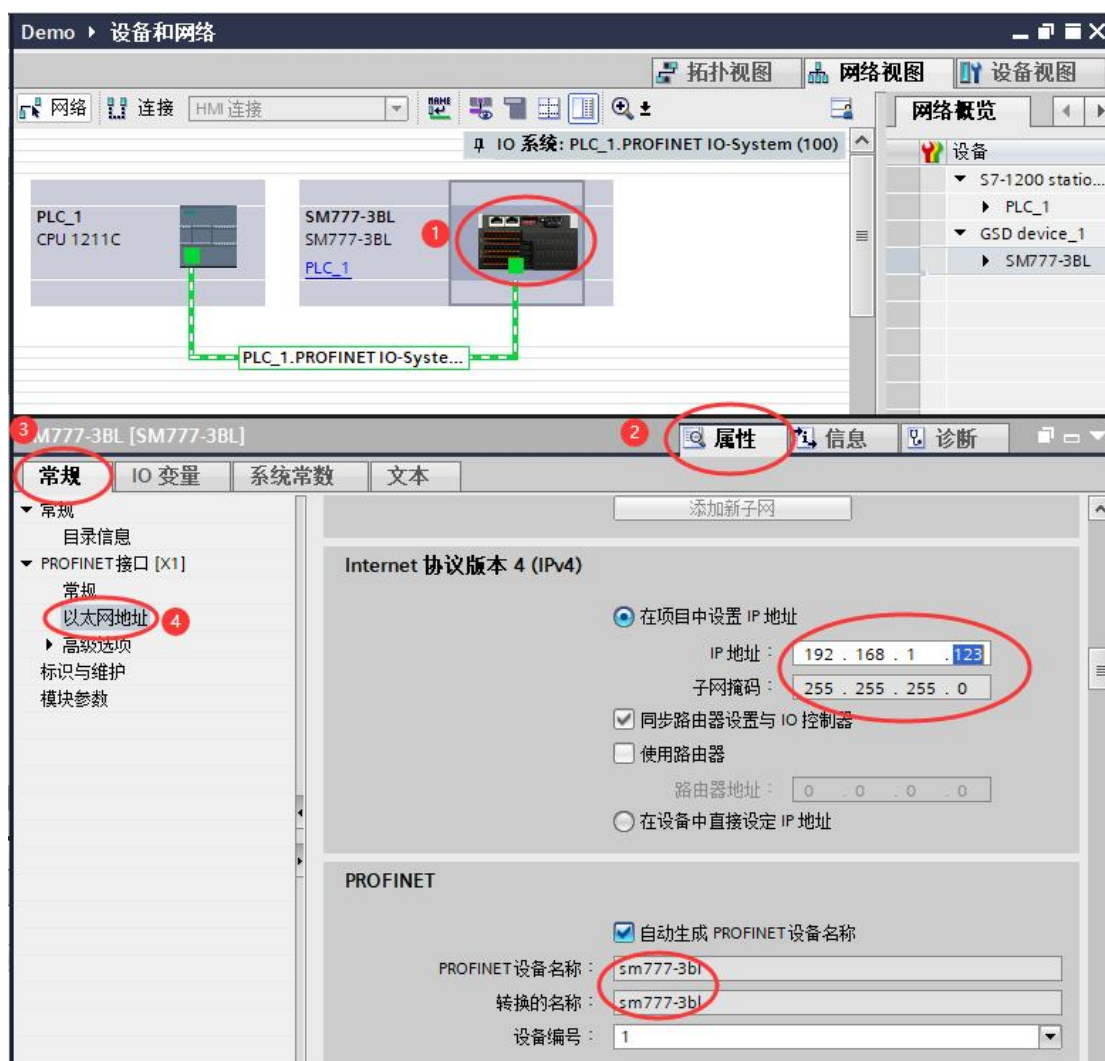 Demo 设备和网络
拓扑视图 网络视图 设备视图
网络 连接 HMI 连接 网络概览
IO 系统: PLC_1.PROFINET IO-System (100)
设备
S7-1200 statio...
PLC_1
GSD device_1
SM777-3BL
PLC_1
CPU 1211C
SM777-3BL
SM777-3BL
PLC_1
1
PLC_1.PROFINET IO-Syste...
3 M777-3BL [SM777-3BL] 2 属性 信息 诊断
常规 IO 变量 系统常数 文本
常规
目录信息
PROFINET接口 [X1]
常规
以太网地址 4
高级选项
标识与维护
模块参数
添加新子网
Internet 协议版本 4 (IPv4)
在项目中设置 IP 地址
IP 地址: 192 . 168 . 1 . 123
子网掩码: 255 . 255 . 255 . 0
同步路由器设置与 IO 控制器
使用路由器
路由器地址: 0 . 0 . 0 . 0
在设备中直接设定 IP 地址
PROFINET
自动生成 PROFINET设备名称
PROFINET设备名称: sm777-3bl
转换的名称: sm777-3bl
设备编号: 1